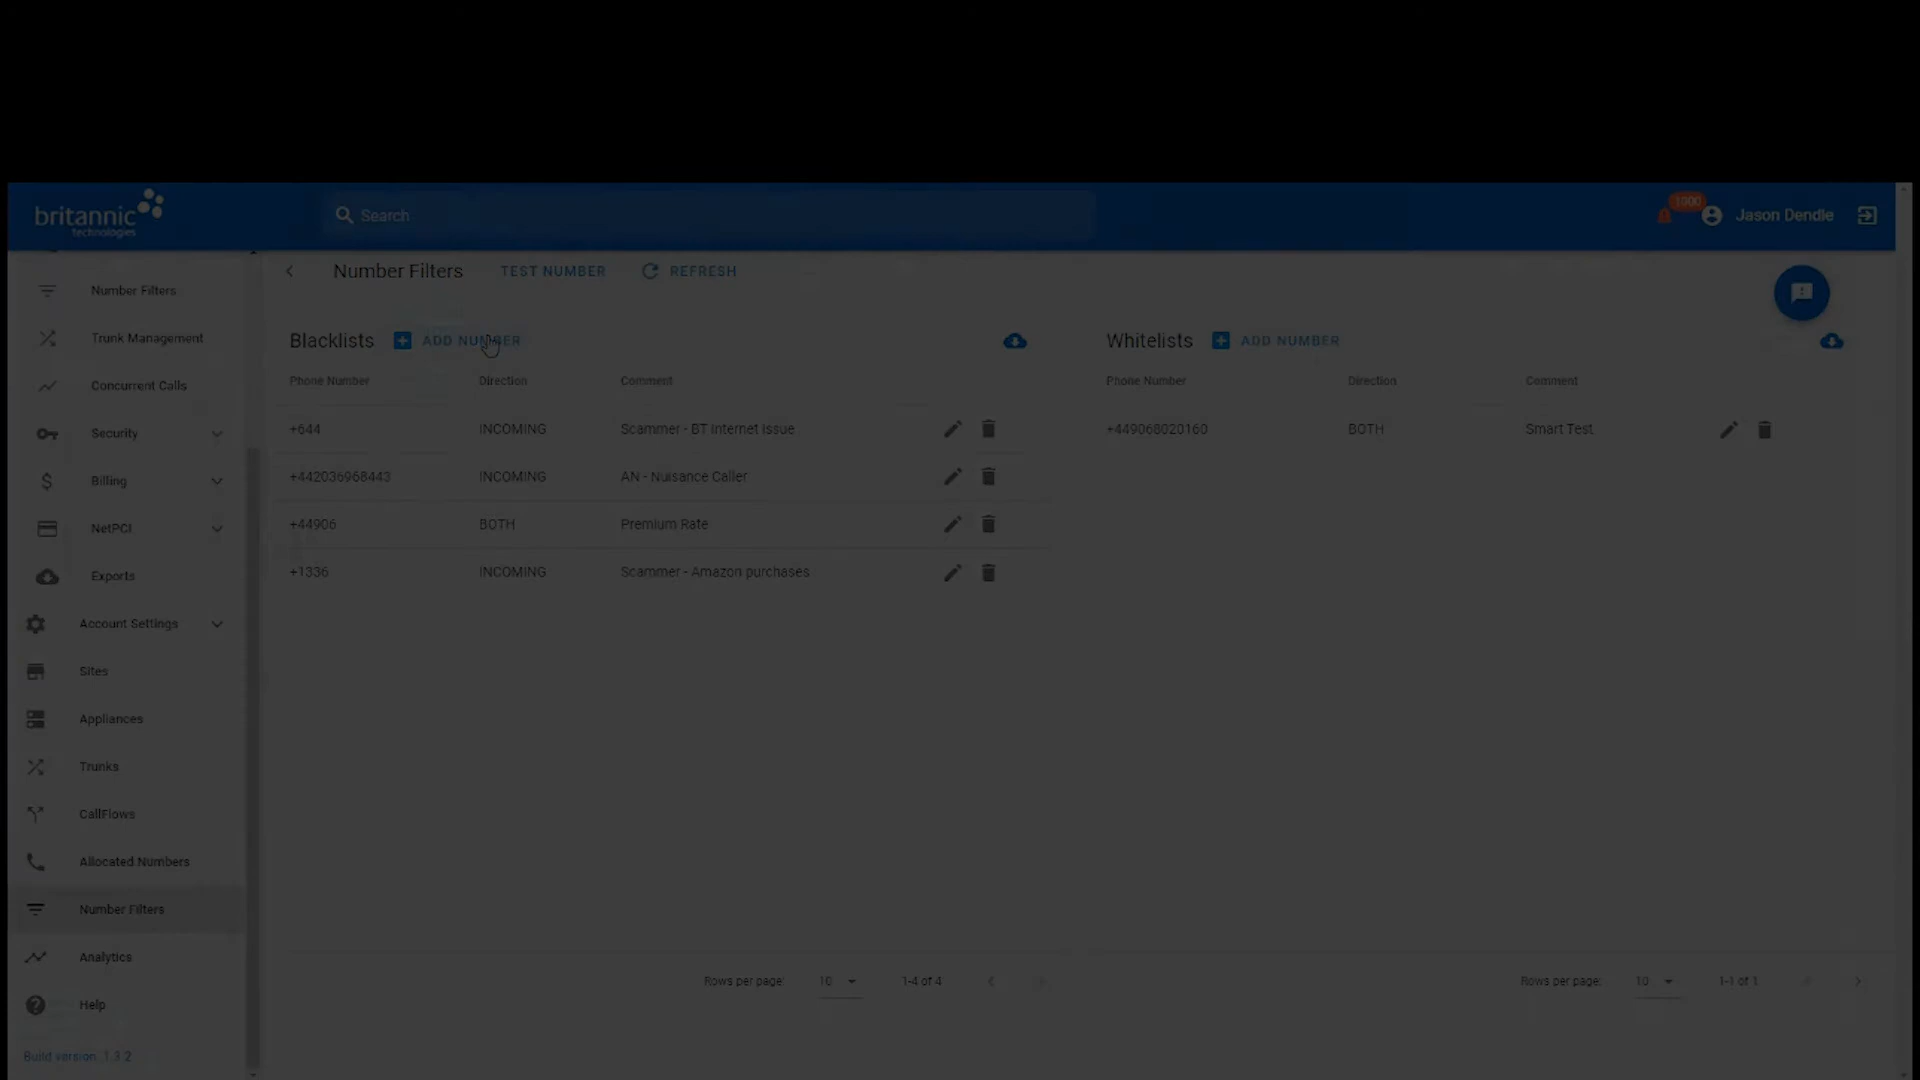 britannic
technologies
Search
1000
Jason Dendle
Number Filters
TEST NUMBER
REFRESH
Number Filters
Trunk Management
Concurrent Calls
Security
Billing
NetPCI
Exports
Account Settings
Sites
Appliances
Trunks
CallFlows
Allocated Numbers
Number Filters
Analytics
Help
Build version: 1.3.2
Blacklists ADD NUMBER
Phone Number Direction Comment
+644 INCOMING Scammer - BT Internet Issue
+442036968443 INCOMING AN - Nuisance Caller
+44906 BOTH Premium Rate
+1336 INCOMING Scammer - Amazon purchases
Rows per page: 10 1-4 of 4
Whitelists ADD NUMBER
Phone Number Direction Comment
+449068020160 BOTH Smart Test
Rows per page: 10 1-1 of 1